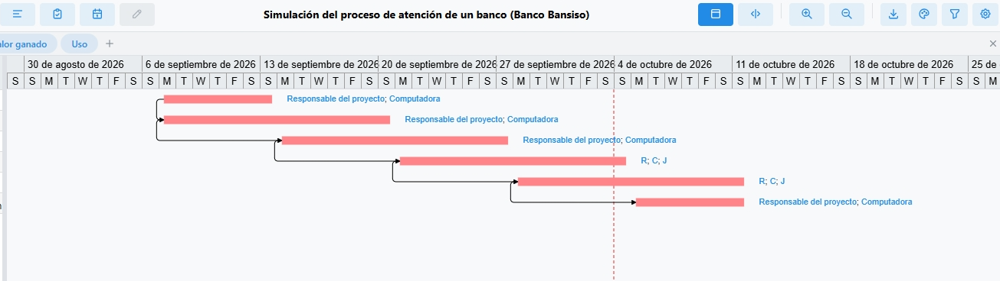 Simulación del proceso de atención de un banco (Banco Bansiso)
alor ganado Uso
30 de agosto de 2026 6 de septiembre de 2026 13 de septiembre de 2026 20 de septiembre de 2026 27 de septiembre de 2026 4 de octubre de 2026 11 de octubre de 2026 18 de octubre de 2026 25 de
S S M T W T F S S M T W T F S S M T W T F S S M T W T F S S M T W T F S S M T W T F S S M T W T F S S M T W T F S S M
Responsable del proyecto; Computadora
Responsable del proyecto; Computadora
Responsable del proyecto; Computadora
R; C; J
R; C; J
Responsable del proyecto; Computadora